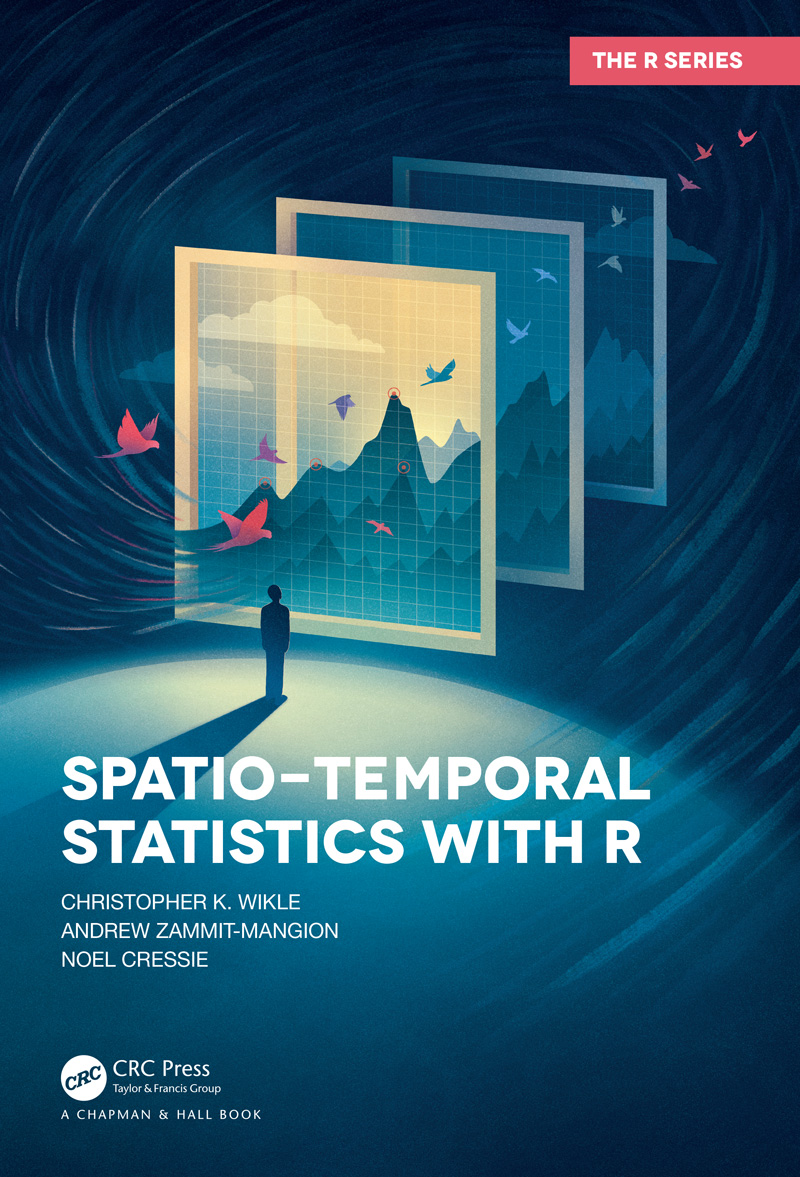 THE R SERIES
SPATIO-TEMPORAL
STATISTICS WITH R
CHRISTOPHER K. WIKLE
ANDREW ZAMMIT-MANGION
NOEL CRESSIE
CRC
CRC Press
Taylor & Francis Group
A CHAPMAN & HALL BOOK